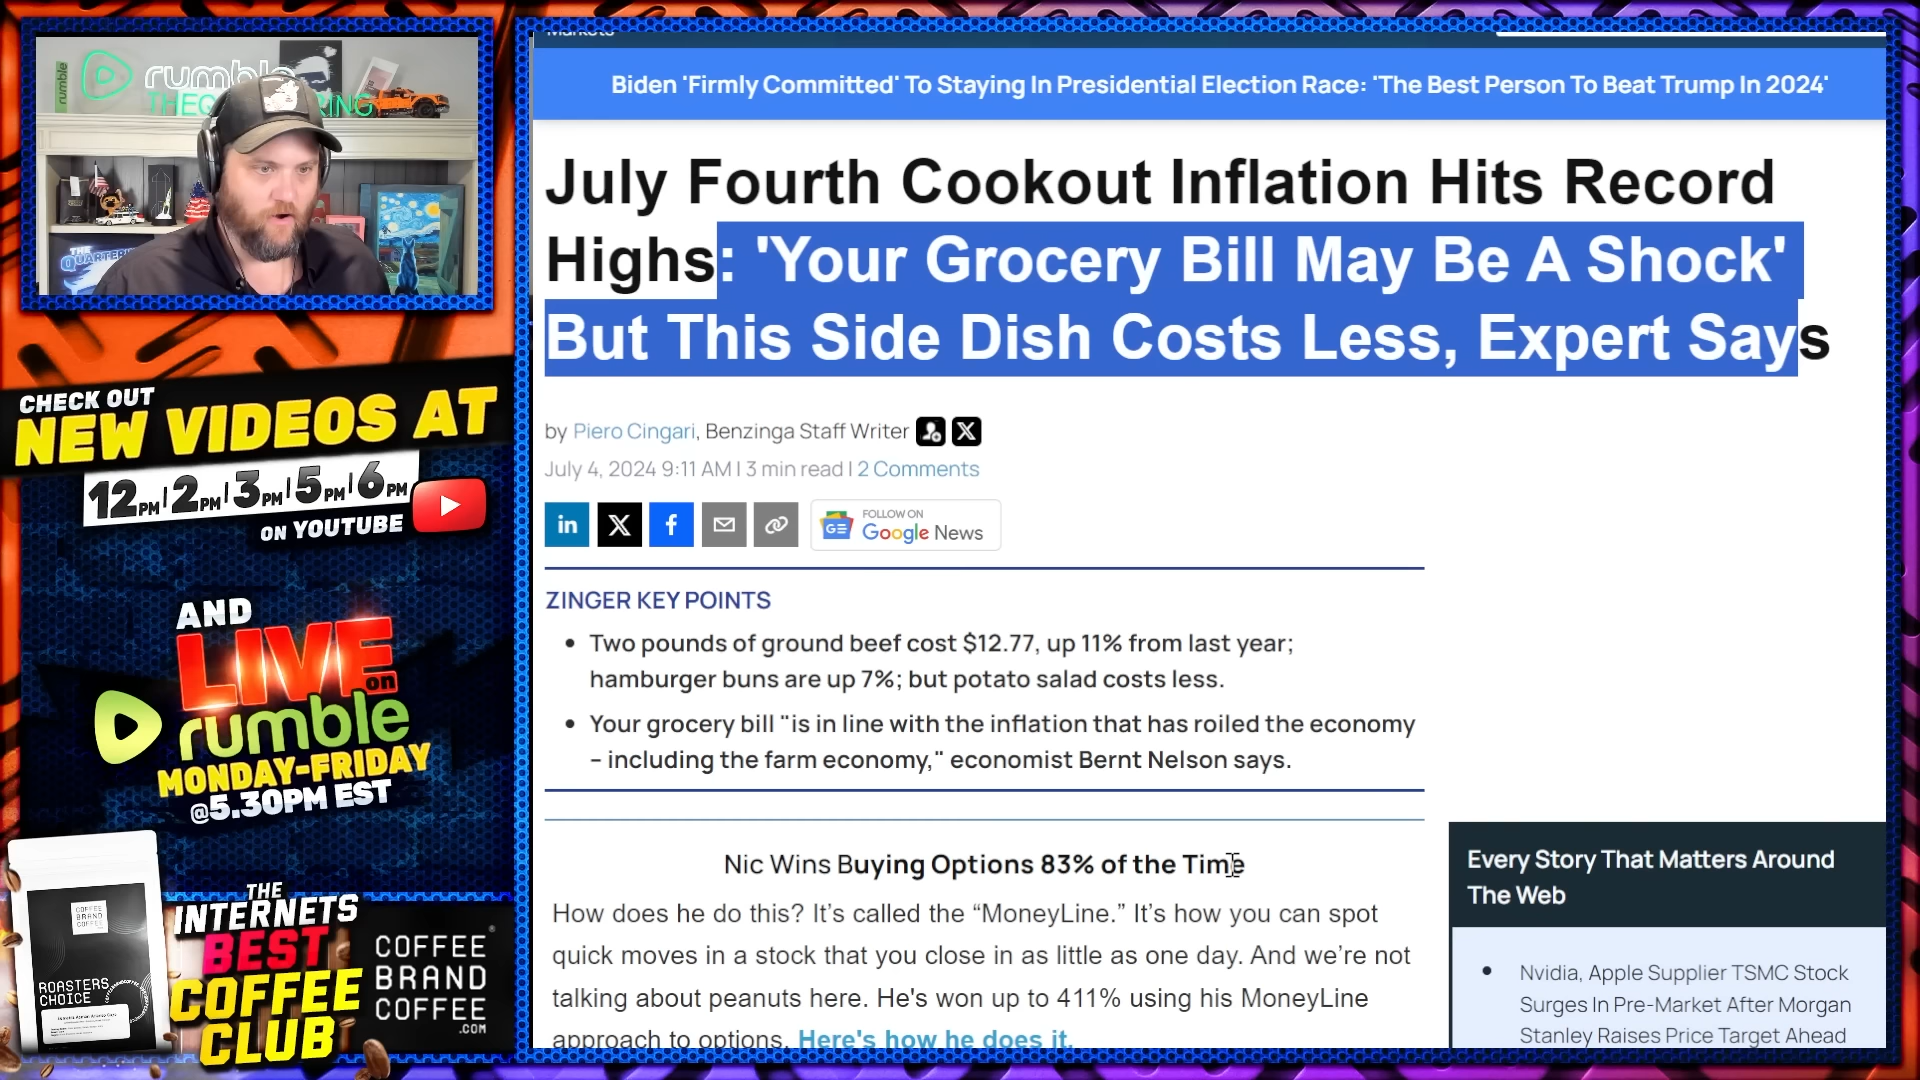 rumble
rumble
THE QUARTERING
CHECK OUT
NEW VIDEOS AT
12PM | 2PM | 3PM | 5PM | 6PM
ON YOUTUBE
AND
LIVE
on
rumble
MONDAY-FRIDAY
@5.30PM EST
COFFEE
BRAND
COFFEE
ROASTERS
CHOICE
THE
INTERNETS
BEST
COFFEE
CLUB
COFFEE
BRAND
COFFEE
.COM
Markets
Biden 'Firmly Committed' To Staying In Presidential Election Race: 'The Best Person To Beat Trump In 2024'
July Fourth Cookout Inflation Hits Record
Highs: 'Your Grocery Bill May Be A Shock'
But This Side Dish Costs Less, Expert Says
by Piero Cingari, Benzinga Staff Writer
July 4, 2024 9:11 AM | 3 min read | 2 Comments
FOLLOW ON
Google News
ZINGER KEY POINTS
• Two pounds of ground beef cost $12.77, up 11% from last year;
hamburger buns are up 7%; but potato salad costs less.
• Your grocery bill "is in line with the inflation that has roiled the economy
– including the farm economy," economist Bernt Nelson says.
Nic Wins Buying Options 83% of the Time
How does he do this? It's called the “MoneyLine.” It's how you can spot
quick moves in a stock that you close in as little as one day. And we're not
talking about peanuts here. He's won up to 411% using his MoneyLine
approach to options. Here's how he does it.
Every Story That Matters Around
The Web
• Nvidia, Apple Supplier TSMC Stock
Surges In Pre-Market After Morgan
Stanley Raises Price Target Ahead